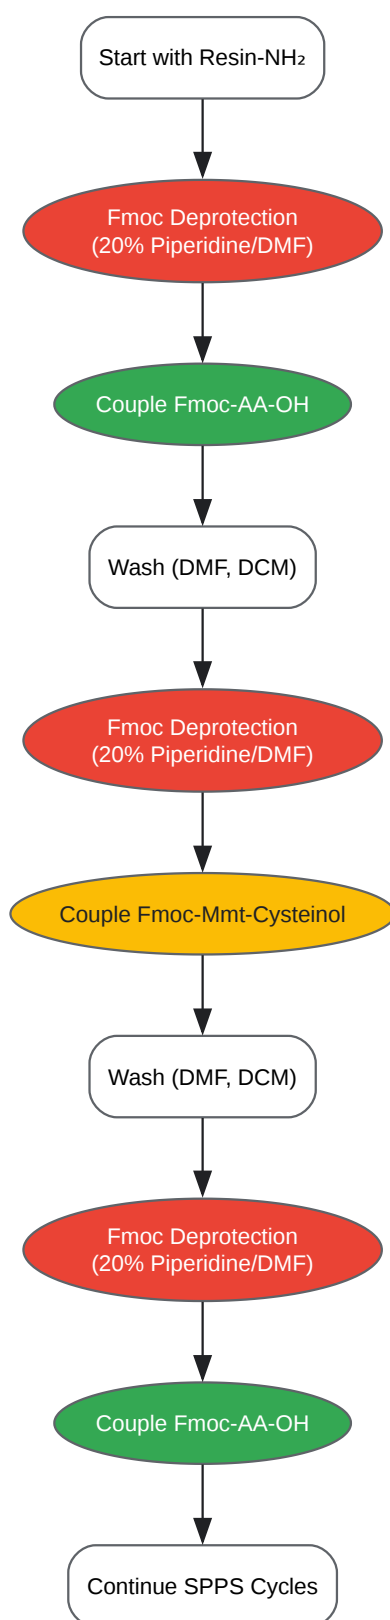 Start with Resin-NH₂
Fmoc Deprotection
(20% Piperidine/DMF)
Couple Fmoc-AA-OH
Wash (DMF, DCM)
Fmoc Deprotection
(20% Piperidine/DMF)
Couple Fmoc-Mmt-Cysteinol
Wash (DMF, DCM)
Fmoc Deprotection
(20% Piperidine/DMF)
Couple Fmoc-AA-OH
Continue SPPS Cycles